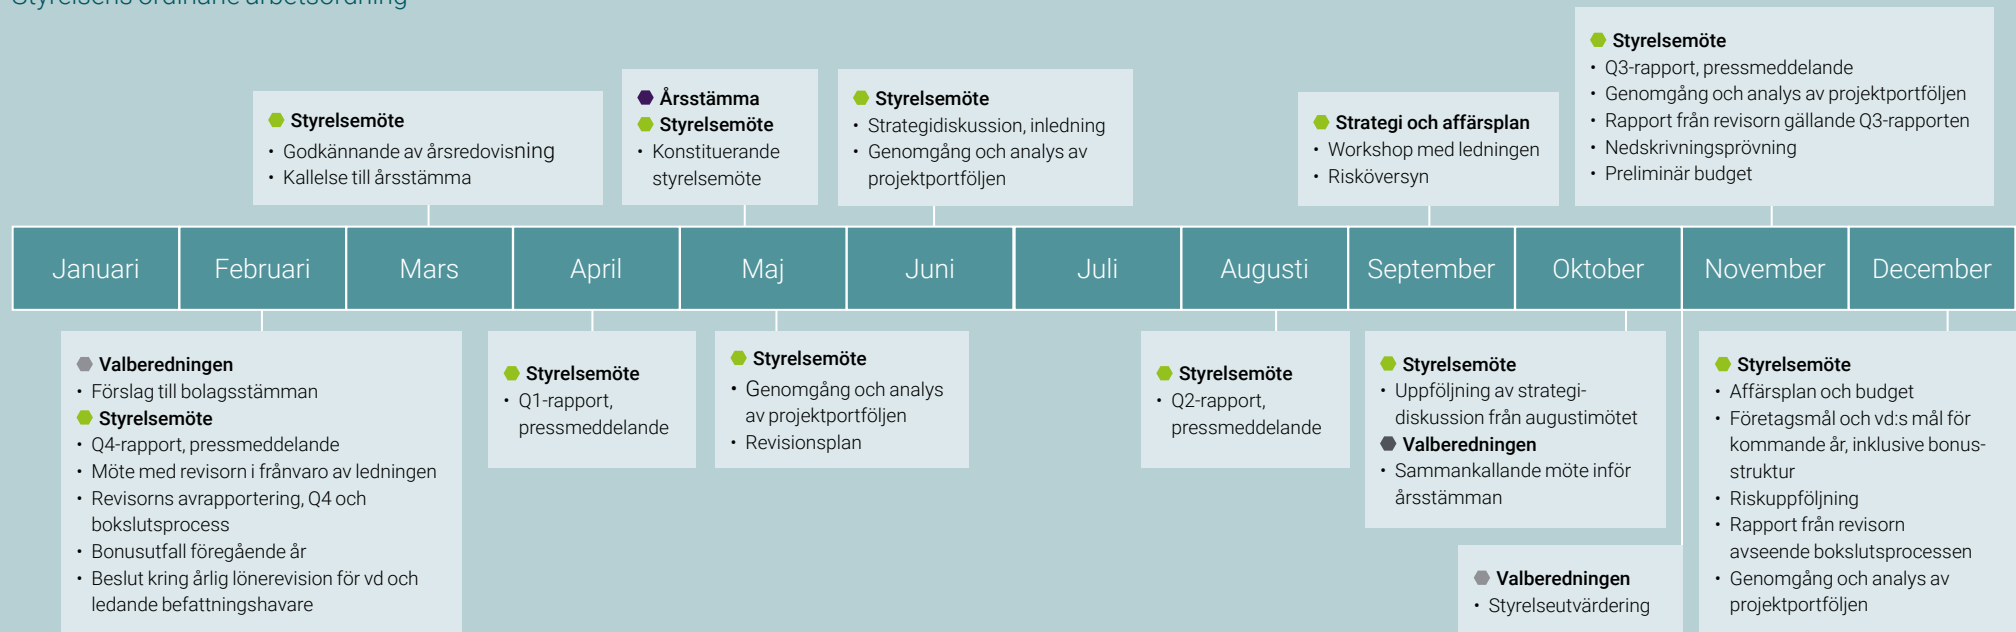 Styrelsens ordinarie arbetsordning
Styrelsemöte
• Godkännande av årsredovisning
• Kallelse till årsstämma
Årsstämma
Styrelsemöte
• Konstituerande
styrelsemöte
Styrelsemöte
• Strategidiskussion, inledning
• Genomgång och analys av
projektportföljen
Strategi och affärsplan
• Workshop med ledningen
• Risköversyn
Styrelsemöte
• Q3-rapport, pressmeddelande
• Genomgång och analys av projektportföljen
• Rapport från revisorn gällande Q3-rapporten
• Nedskrivningsprövning
• Preliminär budget
Januari
Februari
Mars
April
Maj
Juni
Juli
Augusti
September
Oktober
November
December
Valberedningen
• Förslag till bolagsstämman
Styrelsemöte
• Q4-rapport, pressmeddelande
• Möte med revisorn i frånvaro av ledningen
• Revisorns avrapportering, Q4 och
bokslutsprocess
• Bonusutfall föregående år
• Beslut kring årlig lönerevision för vd och
ledande befattningshavare
Styrelsemöte
• Q1-rapport,
pressmeddelande
Styrelsemöte
• Genomgång och analys
av projektportföljen
• Revisionsplan
Styrelsemöte
• Q2-rapport,
pressmeddelande
Styrelsemöte
• Uppföljning av strategi-
diskussion från augustimötet
Valberedningen
• Sammankallande möte inför
årsstämman
Valberedningen
• Styrelseutvärdering
Styrelsemöte
• Affärsplan och budget
• Företagsmål och vd:s mål för
kommande år, inklusive bonus-
struktur
• Riskuppföljning
• Rapport från revisorn
avseende bokslutsprocessen
• Genomgång och analys av
projektportföljen